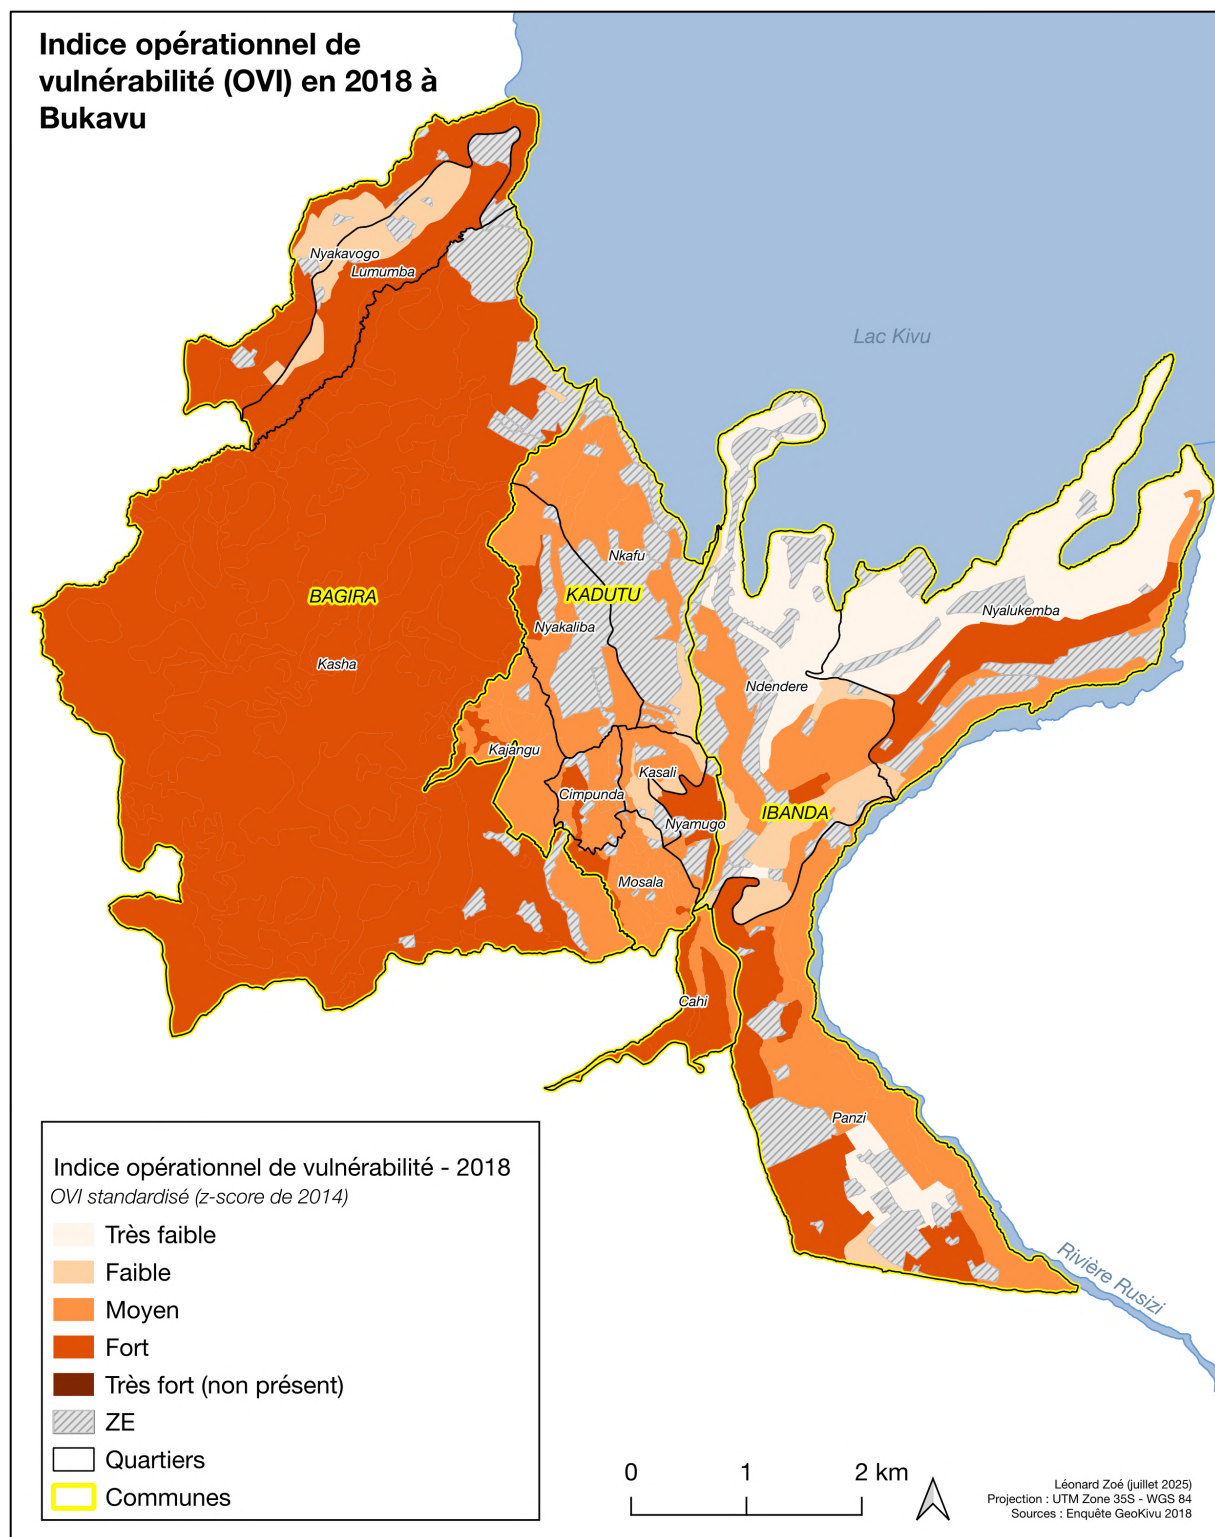 Indice opérationnel de
vulnérabilité (OVI) en 2018 à
Bukavu
Nyakavogo
Lumumba
Lac Kivu
Nkafu
BAGIRA
KADUTU
Nyalukemba
Nyakaliba
Kasha
Ndendere
Kajangu
Kasali
Cimpunda
IBANDA
Nyamugo
Mosala
Cahi
Panzi
Rivière Rusizi
Indice opérationnel de vulnérabilité - 2018
OVI standardisé (z-score de 2014)
Très faible
Faible
Moyen
Fort
Très fort (non présent)
ZE
Quartiers
Communes
0 1 2 km
Léonard Zoé (juillet 2025)
Projection : UTM Zone 35S - WGS 84
Sources : Enquête GeoKivu 2018